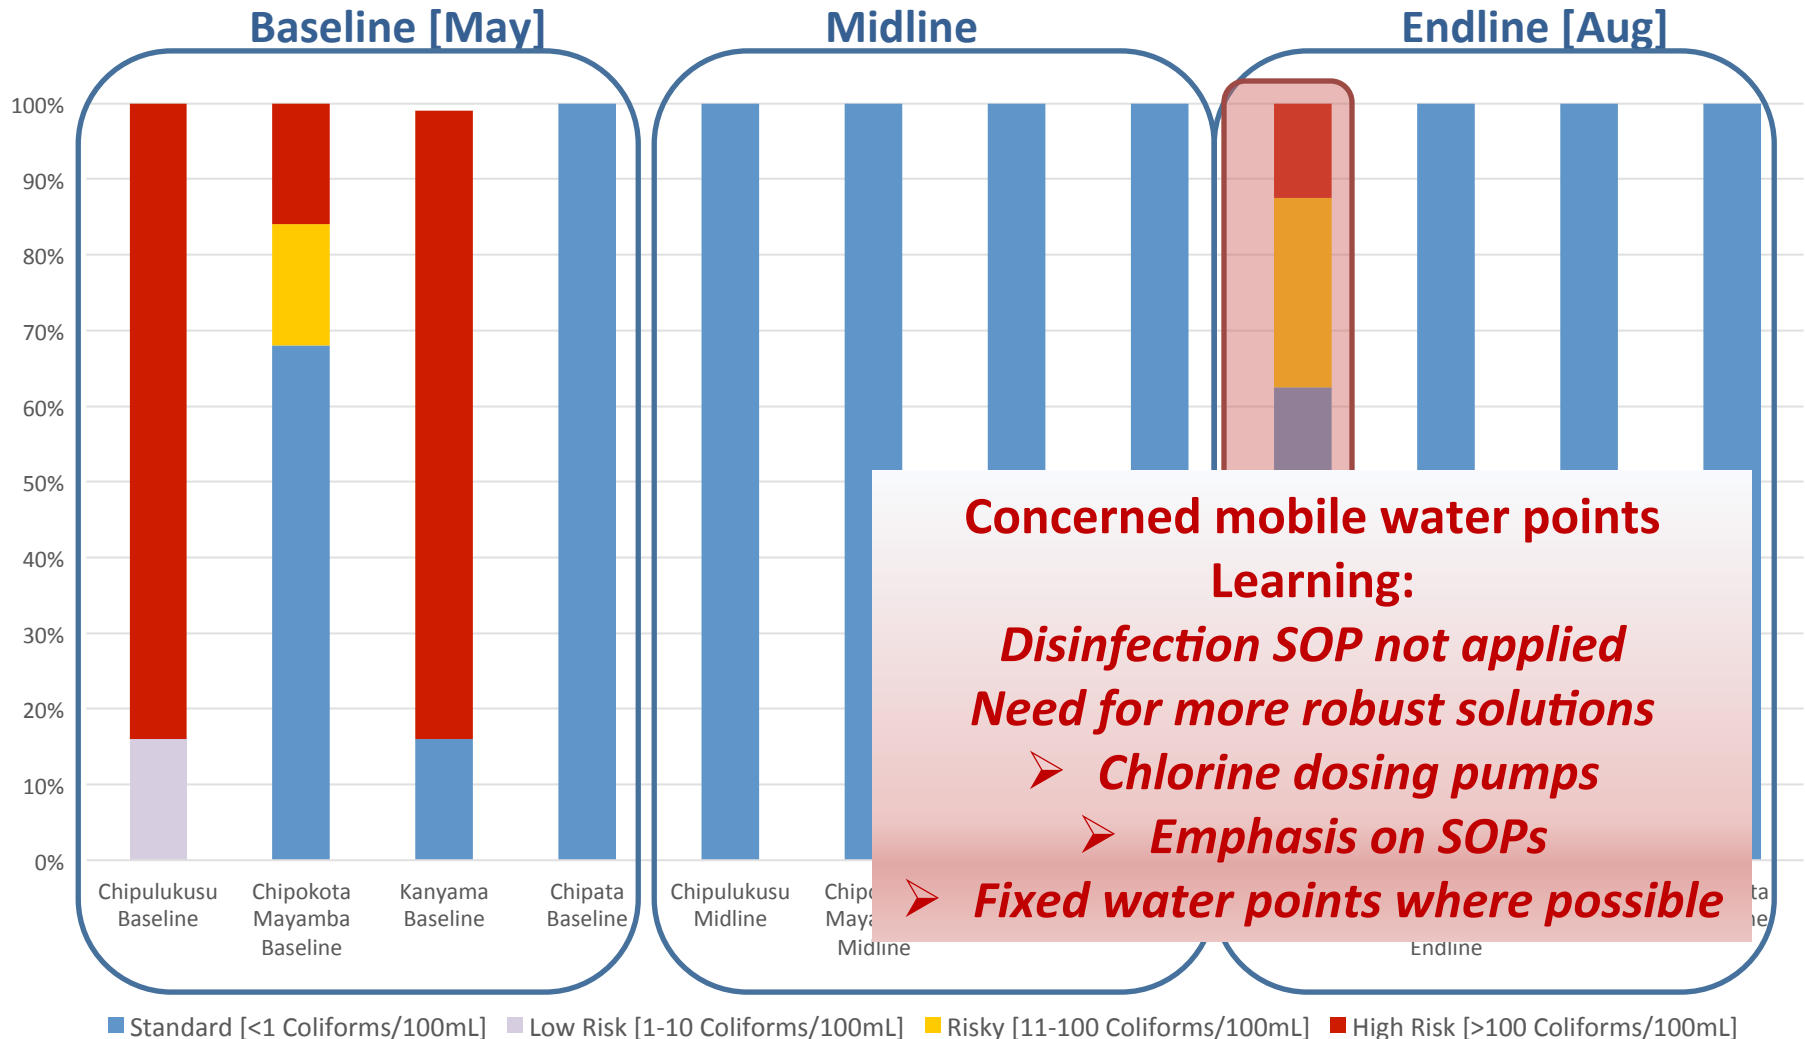 Baseline [May]
Midline
Endline [Aug]
100%
90%
80%
70%
60%
50%
40%
30%
20%
10%
0%
Concerned mobile water points
Learning:
Disinfection SOP not applied
Need for more robust solutions
➢ Chlorine dosing pumps
➢ Emphasis on SOPs
➢ Fixed water points where possible
Chipulukusu
Baseline
Chipokota
Mayamba
Baseline
Kanyama
Baseline
Chipata
Baseline
Chipulukusu
Midline
Midline
Endline
Standard [<1 Coliforms/100mL]
Low Risk [1-10 Coliforms/100mL]
Risky [11-100 Coliforms/100mL]
High Risk [>100 Coliforms/100mL]